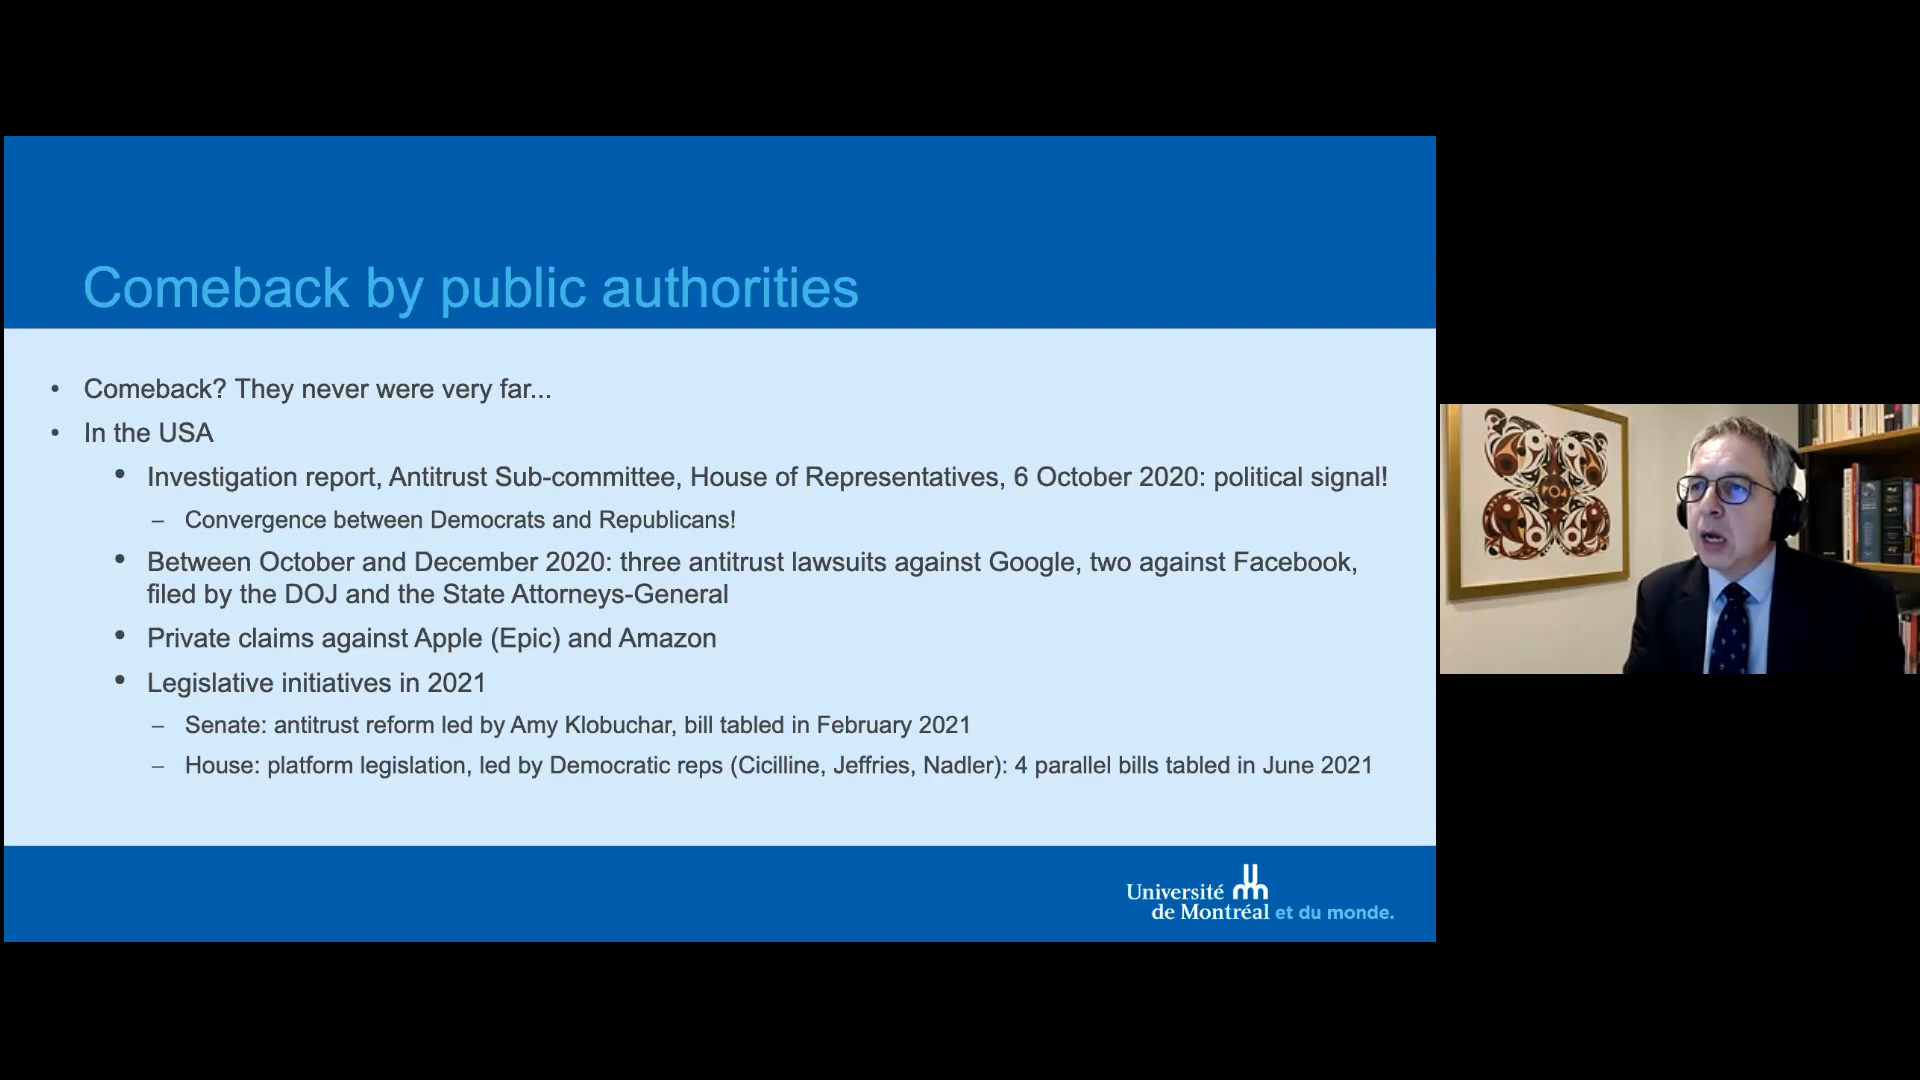 Comeback by public authorities
• Comeback? They never were very far...
• In the USA
• Investigation report, Antitrust Sub-committee, House of Representatives, 6 October 2020: political signal!
– Convergence between Democrats and Republicans!
• Between October and December 2020: three antitrust lawsuits against Google, two against Facebook,
filed by the DOJ and the State Attorneys-General
• Private claims against Apple (Epic) and Amazon
• Legislative initiatives in 2021
– Senate: antitrust reform led by Amy Klobuchar, bill tabled in February 2021
– House: platform legislation, led by Democratic reps (Cicilline, Jeffries, Nadler): 4 parallel bills tabled in June 2021
Université
de Montréal et du monde.